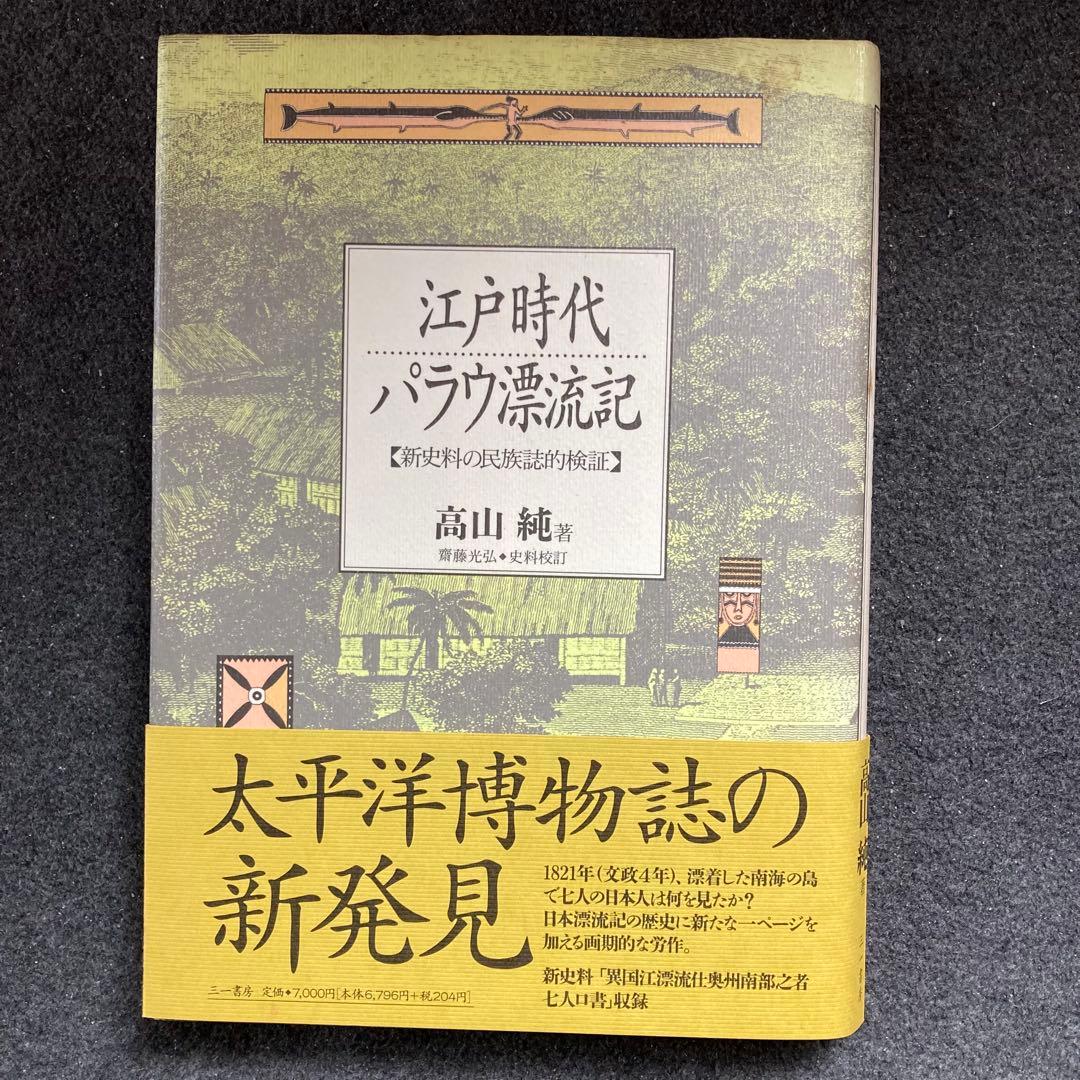 江戸時代
パラウ漂流記
【新史料の民族誌的検証】
高山 純著
齋藤光弘◆史料校訂
太平洋博物誌の
新発見
1821年(文政4年)、漂着した南海の島
で七人の日本人は何を見たか?
日本漂流記の歴史に新たな一ページを
加える画期的な労作。
新史料「異国江漂流仕奥州南部之者
七人口書」収録
三一書房 定価◆7,000円[本体6,796円+税204円]
高山 純